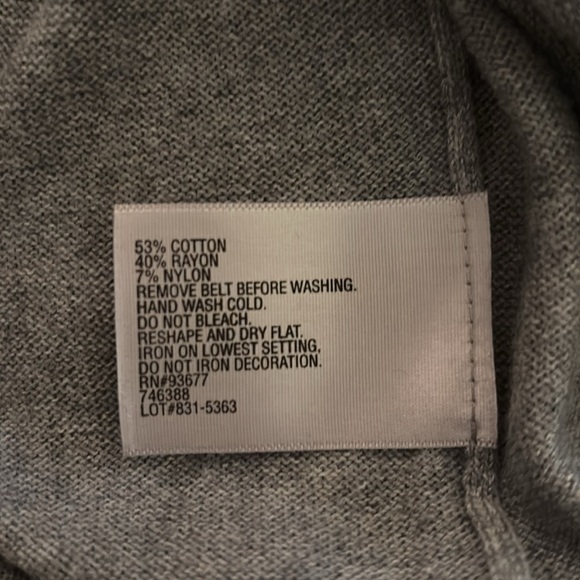 53% COTTON
40% RAYON
7% NYLON
REMOVE BELT BEFORE WASHING.
HAND WASH COLD.
DO NOT BLEACH.
RESHAPE AND DRY FLAT.
IRON ON LOWEST SETTING.
DO NOT IRON DECORATION.
RN#93677
746388
LOT#831-5363